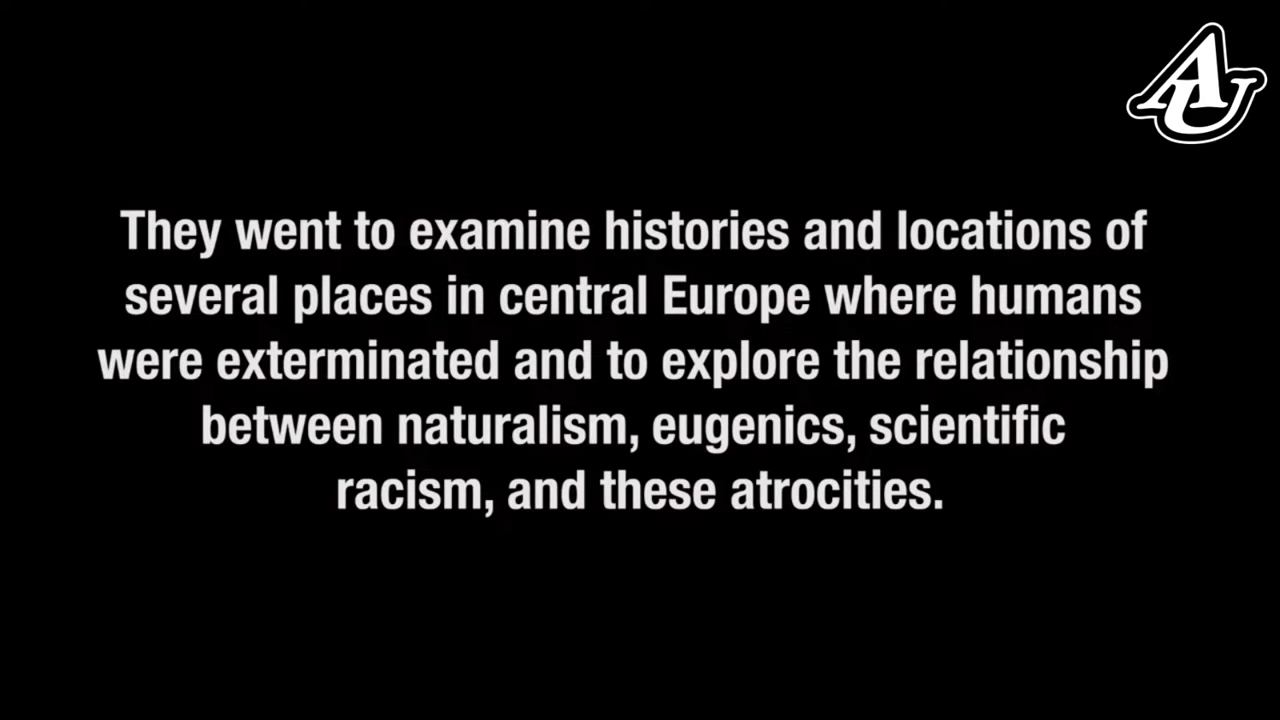 AU
They went to examine histories and locations of
several places in central Europe where humans
were exterminated and to explore the relationship
between naturalism, eugenics, scientific
racism, and these atrocities.